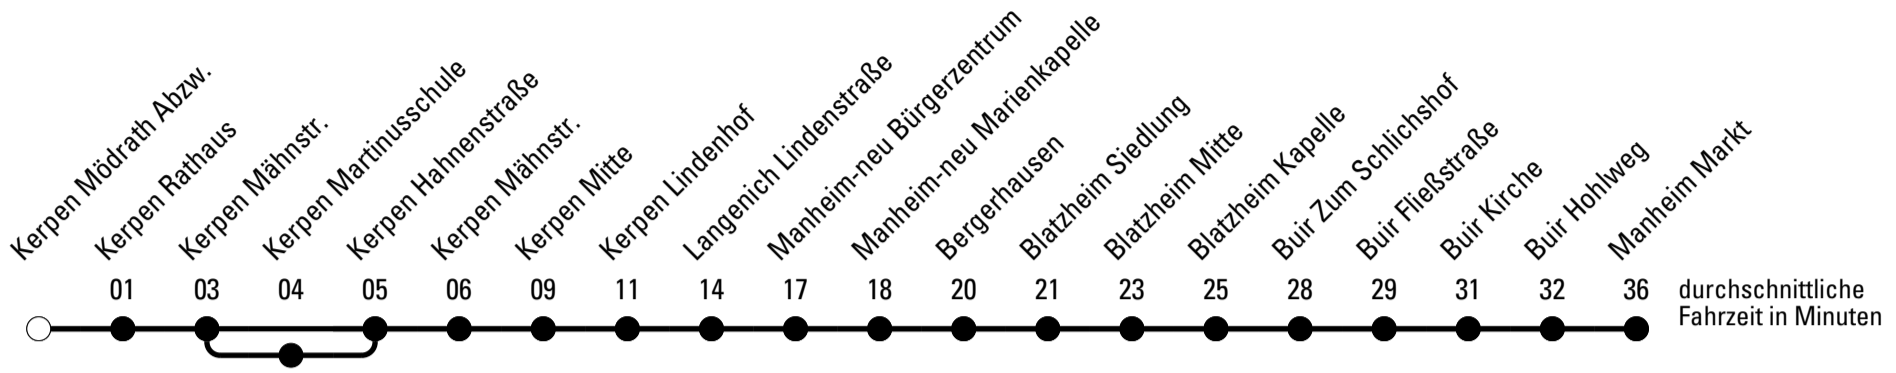 Kerpen Mödrath Abzw.
Kerpen Rathaus
Kerpen Mähnstr.
Kerpen Martinusschule
Kerpen Hahnenstraße
Kerpen Mähnstr.
Kerpen Mitte
Kerpen Lindenhof
Langenich Lindenstraße
Manheim-neu Bürgerzentrum
Manheim-neu Marienkapelle
Bergerhausen
Blatzheim Siedlung
Blatzheim Mitte
Blatzheim Kapelle
Buir Zum Schlichshof
Buir Fließstraße
Buir Kirche
Buir Hohlweg
Manheim Markt
01 03 04 05 06 09 11 14 17 18 20 21 23 25 28 29 31 32 36
durchschnittliche
Fahrzeit in Minuten